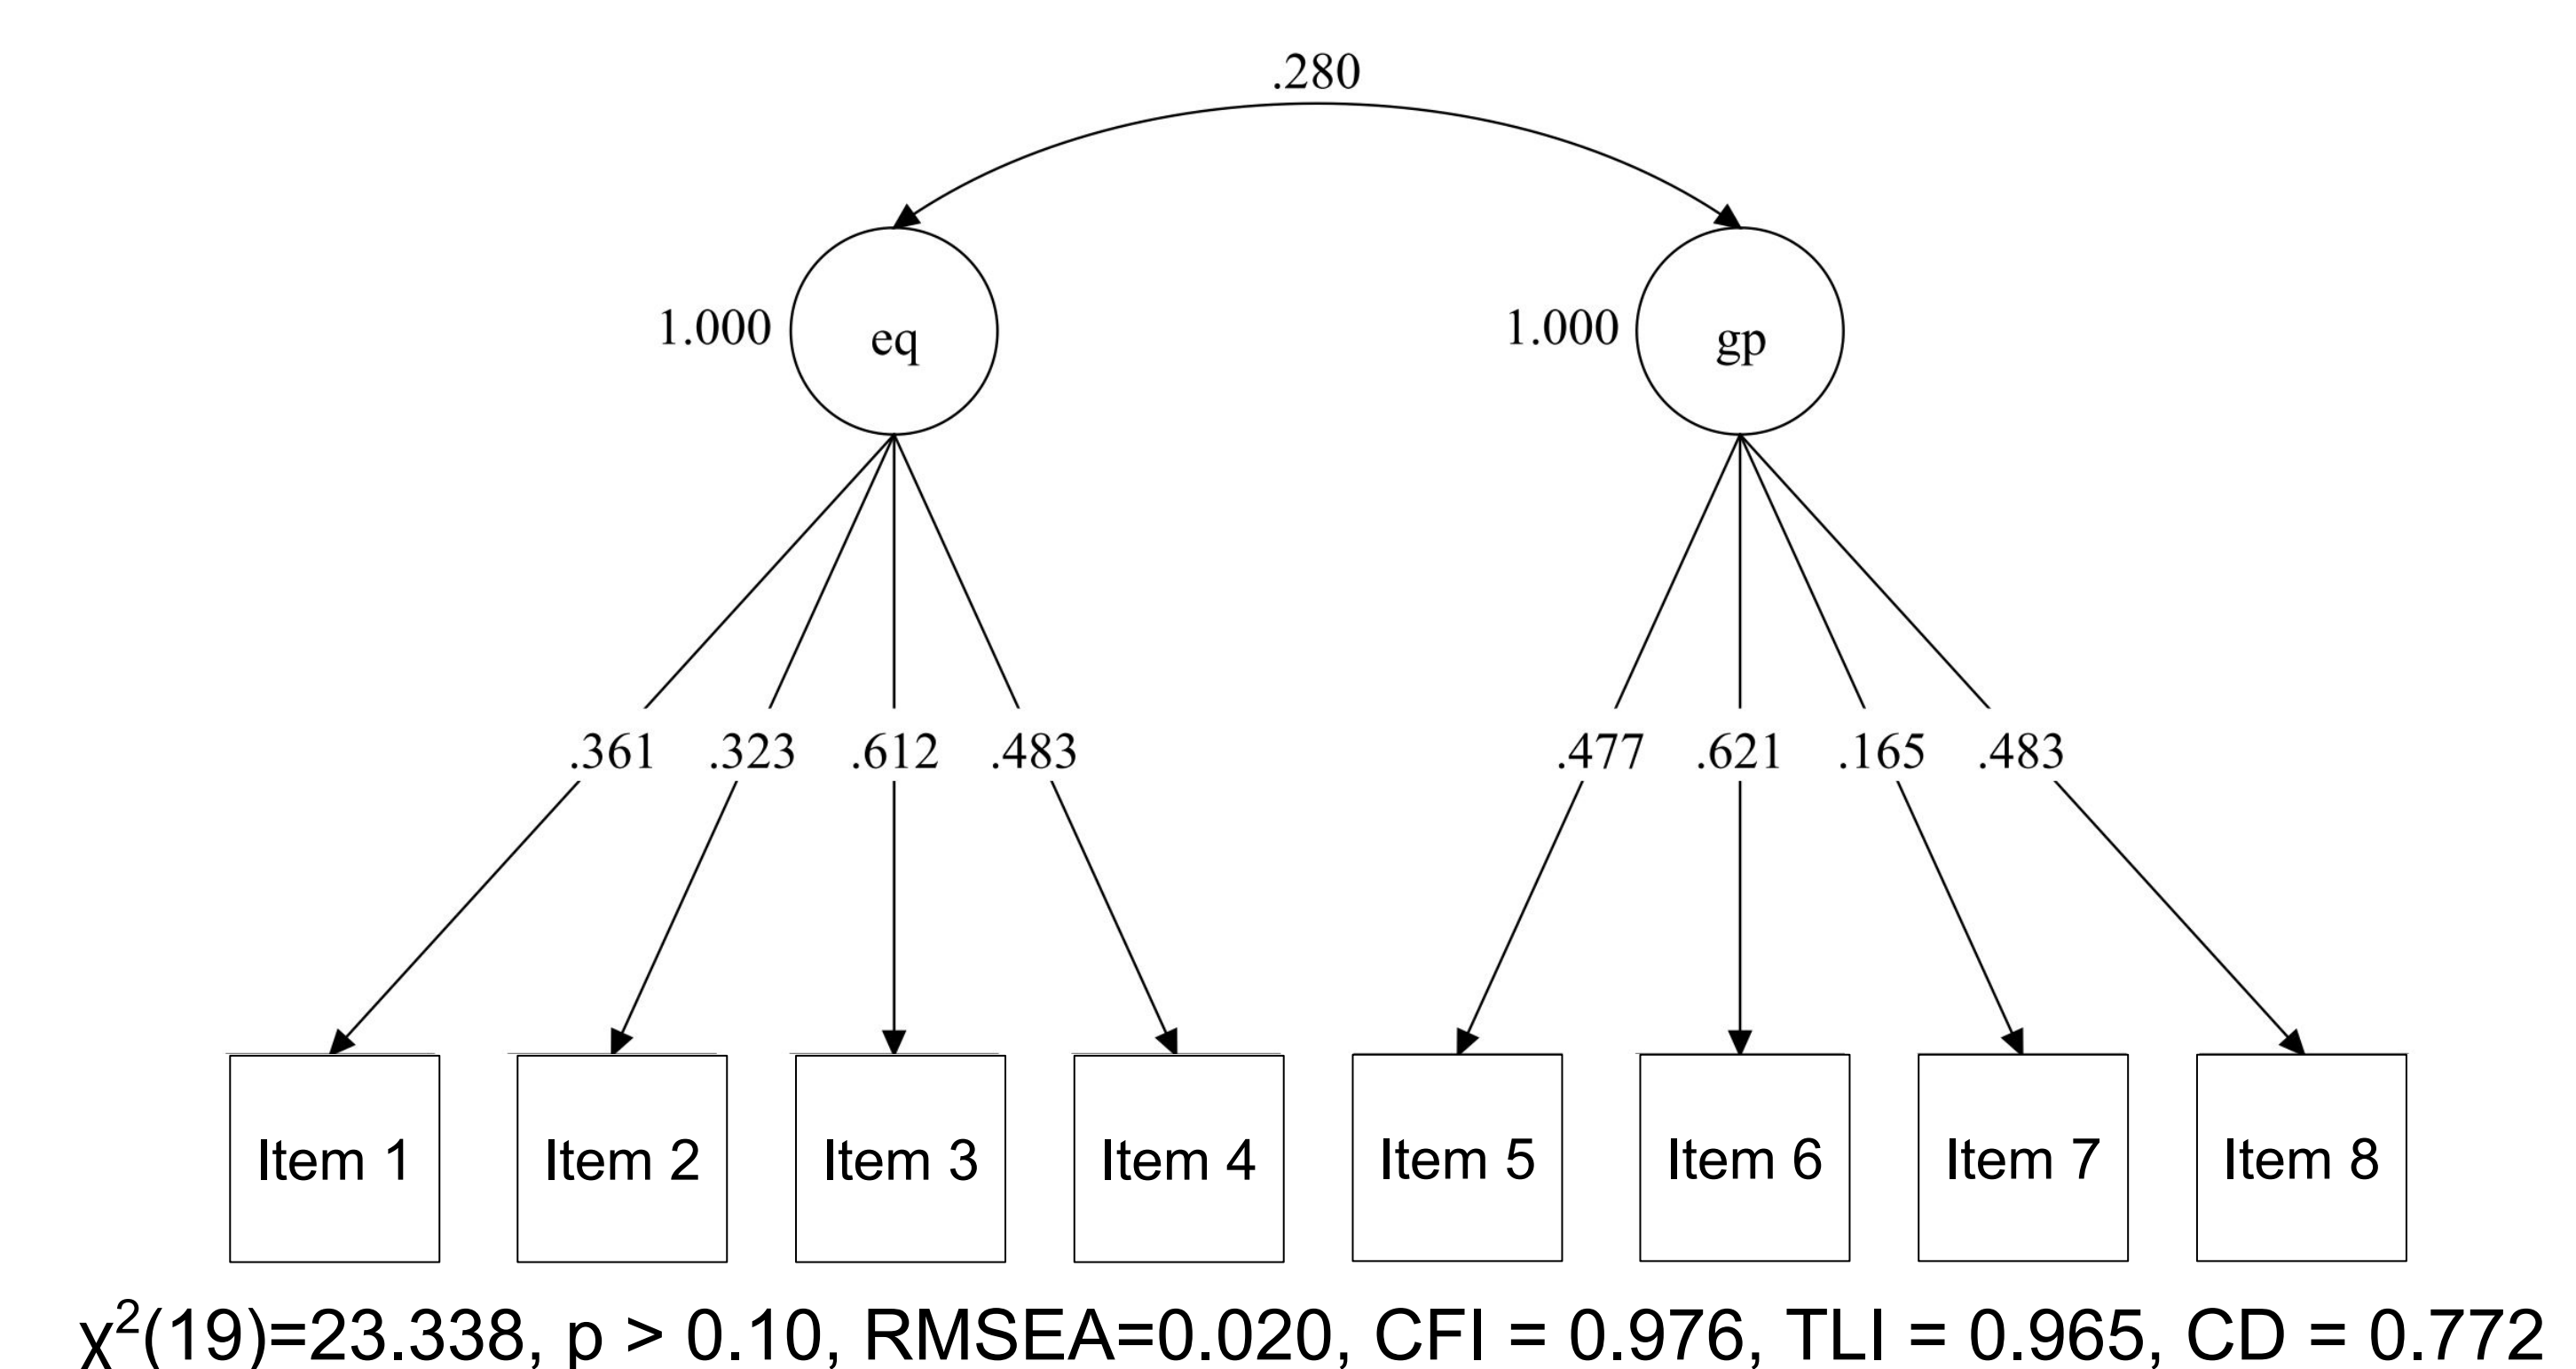 .280
1.000 eq 1.000 gp
.361 .323 .612 .483 .477 .621 .165 .483
Item 1 Item 2 Item 3 Item 4 Item 5 Item 6 Item 7 Item 8
χ²(19)=23.338, p > 0.10, RMSEA=0.020, CFI = 0.976, TLI = 0.965, CD = 0.772